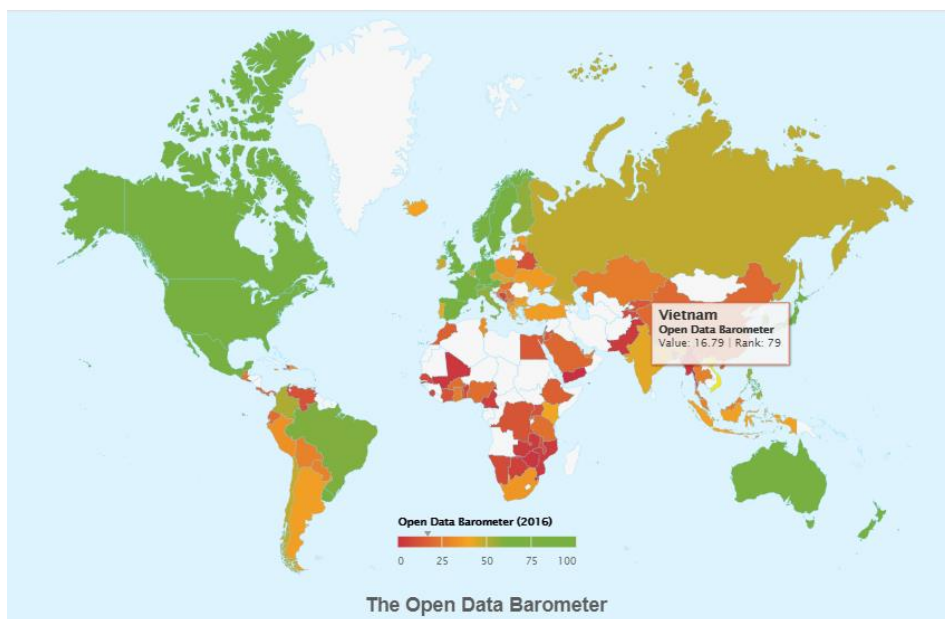 Vietnam
Open Data Barometer
Value: 16.79 | Rank: 79
Open Data Barometer (2016)
0 25 50 75 100
The Open Data Barometer